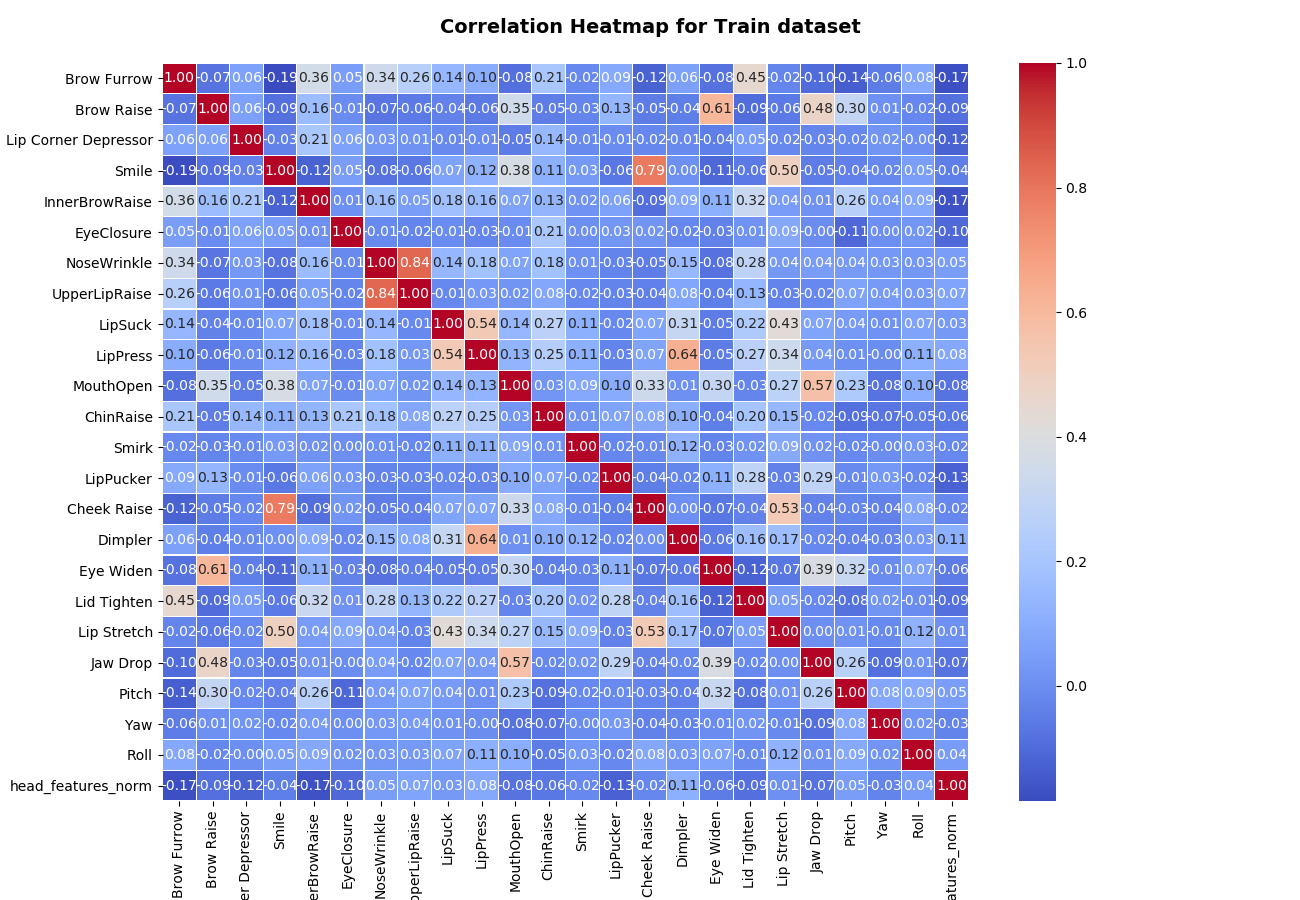 Correlation Heatmap for Train dataset
Brow Furrow 1.00 -0.07 0.06 -0.19 0.36 0.05 0.34 0.26 0.14 0.10 -0.08 0.21 -0.02 0.09 -0.12 0.06 -0.08 0.45 -0.02 -0.10 -0.14 -0.06 0.08 -0.17
Brow Raise -0.07 1.00 0.06 -0.09 0.16 -0.01 -0.07 -0.06 -0.04 -0.06 0.35 -0.05 -0.03 0.13 -0.05 -0.04 0.61 -0.09 -0.06 0.48 0.30 0.01 -0.02 -0.09
Lip Corner Depressor 0.06 0.06 1.00 -0.03 0.21 0.06 0.03 0.01 -0.01 -0.01 -0.05 0.14 -0.01 -0.01 -0.02 -0.01 -0.04 0.05 -0.02 -0.03 -0.02 0.02 -0.00 -0.12
Smile -0.19 -0.09 -0.03 1.00 -0.12 0.05 -0.08 -0.06 0.07 0.12 0.38 0.11 0.03 -0.06 0.79 0.00 -0.11 -0.06 0.50 -0.05 -0.04 -0.02 0.05 -0.04
InnerBrowRaise 0.36 0.16 0.21 -0.12 1.00 0.01 0.16 0.05 0.18 0.16 0.07 0.13 0.02 0.06 -0.09 0.09 0.11 0.32 0.04 0.01 0.26 0.04 0.09 -0.17
EyeClosure 0.05 -0.01 0.06 0.05 0.01 1.00 -0.01 -0.02 -0.01 -0.03 -0.01 0.21 0.00 0.03 0.02 -0.02 -0.03 0.01 0.09 -0.00 -0.11 0.00 0.02 -0.10
NoseWrinkle 0.34 -0.07 0.03 -0.08 0.16 -0.01 1.00 0.84 0.14 0.18 0.07 0.18 0.01 -0.03 -0.05 0.15 -0.08 0.28 0.04 0.04 0.04 0.03 0.03 0.05
UpperLipRaise 0.26 -0.06 0.01 -0.06 0.05 -0.02 0.84 1.00 -0.01 0.03 0.02 0.08 -0.02 -0.03 -0.04 0.08 -0.04 0.13 -0.03 -0.02 0.07 0.04 0.03 0.07
LipSuck 0.14 -0.04 -0.01 0.07 0.18 -0.01 0.14 -0.01 1.00 0.54 0.14 0.27 0.11 -0.02 0.07 0.31 -0.05 0.22 0.43 0.07 0.04 0.01 0.07 0.03
LipPress 0.10 -0.06 -0.01 0.12 0.16 -0.03 0.18 0.03 0.54 1.00 0.13 0.25 0.11 -0.03 0.07 0.64 -0.05 0.27 0.34 0.04 0.01 -0.00 0.11 0.08
MouthOpen -0.08 0.35 -0.05 0.38 0.07 -0.01 0.07 0.02 0.14 0.13 1.00 0.03 0.09 0.10 0.33 0.01 0.30 -0.03 0.27 0.57 0.23 -0.08 0.10 -0.08
ChinRaise 0.21 -0.05 0.14 0.11 0.13 0.21 0.18 0.08 0.27 0.25 0.03 1.00 0.01 0.07 0.08 0.10 -0.04 0.20 0.15 -0.02 -0.09 -0.07 -0.05 -0.06
Smirk -0.02 -0.03 -0.01 0.03 0.02 0.00 0.01 -0.02 0.11 0.11 0.09 0.01 1.00 -0.02 -0.01 0.12 -0.03 0.02 0.09 0.02 -0.02 -0.00 0.03 -0.02
LipPucker 0.09 0.13 -0.01 -0.06 0.06 0.03 -0.03 -0.03 -0.02 -0.03 0.10 0.07 -0.02 1.00 -0.04 -0.02 0.11 0.28 -0.03 0.29 -0.01 0.03 -0.02 -0.13
Cheek Raise -0.12 -0.05 -0.02 0.79 -0.09 0.02 -0.05 -0.04 0.07 0.07 0.33 0.08 -0.01 -0.04 1.00 0.00 -0.07 -0.04 0.53 -0.04 -0.03 -0.04 0.08 -0.02
Dimpler 0.06 -0.04 -0.01 0.00 0.09 -0.02 0.15 0.08 0.31 0.64 0.01 0.10 0.12 -0.02 0.00 1.00 -0.06 0.16 0.17 -0.02 -0.04 -0.03 0.03 0.11
Eye Widen -0.08 0.61 -0.04 -0.11 0.11 -0.03 -0.08 -0.04 -0.05 -0.05 0.30 -0.04 -0.03 0.11 -0.07 -0.06 1.00 -0.12 -0.07 0.39 0.32 -0.01 0.07 -0.06
Lid Tighten 0.45 -0.09 0.05 -0.06 0.32 0.01 0.28 0.13 0.22 0.27 -0.03 0.20 0.02 0.28 -0.04 0.16 -0.12 1.00 0.05 -0.02 -0.08 0.02 -0.01 -0.09
Lip Stretch -0.02 -0.06 -0.02 0.50 0.04 0.09 0.04 -0.03 0.43 0.34 0.27 0.15 0.09 -0.03 0.53 0.17 -0.07 0.05 1.00 0.00 0.01 -0.01 0.12 0.01
Jaw Drop -0.10 0.48 -0.03 -0.05 0.01 -0.00 0.04 -0.02 0.07 0.04 0.57 -0.02 0.02 0.29 -0.04 -0.02 0.39 -0.02 0.00 1.00 0.26 -0.09 0.01 -0.07
Pitch -0.14 0.30 -0.02 -0.04 0.26 -0.11 0.04 0.07 0.04 0.01 0.23 -0.09 -0.02 -0.01 -0.03 -0.04 0.32 -0.08 0.01 0.26 1.00 0.08 0.09 0.05
Yaw -0.06 0.01 0.02 -0.02 0.04 0.00 0.03 0.04 0.01 -0.00 -0.08 -0.07 -0.00 0.03 -0.04 -0.03 -0.01 0.02 -0.01 -0.09 0.08 1.00 0.02 -0.03
Roll 0.08 -0.02 -0.00 0.05 0.09 0.02 0.03 0.03 0.07 0.11 0.10 -0.05 0.03 -0.02 0.08 0.03 0.07 -0.01 0.12 0.01 0.09 0.02 1.00 0.04
head_features_norm -0.17 -0.09 -0.12 -0.04 -0.17 -0.10 0.05 0.07 0.03 0.08 -0.08 -0.06 -0.02 -0.13 -0.02 0.11 -0.06 -0.09 0.01 -0.07 0.05 -0.03 0.04 1.00
Brow Furrow
Brow Raise
er Depressor
Smile
erBrowRaise
EyeClosure
NoseWrinkle
pperLipRaise
LipSuck
LipPress
MouthOpen
ChinRaise
Smirk
LipPucker
Cheek Raise
Dimpler
Eye Widen
Lid Tighten
Lip Stretch
Jaw Drop
Pitch
Yaw
Roll
atures_norm
1.0
0.8
0.6
0.4
0.2
0.0